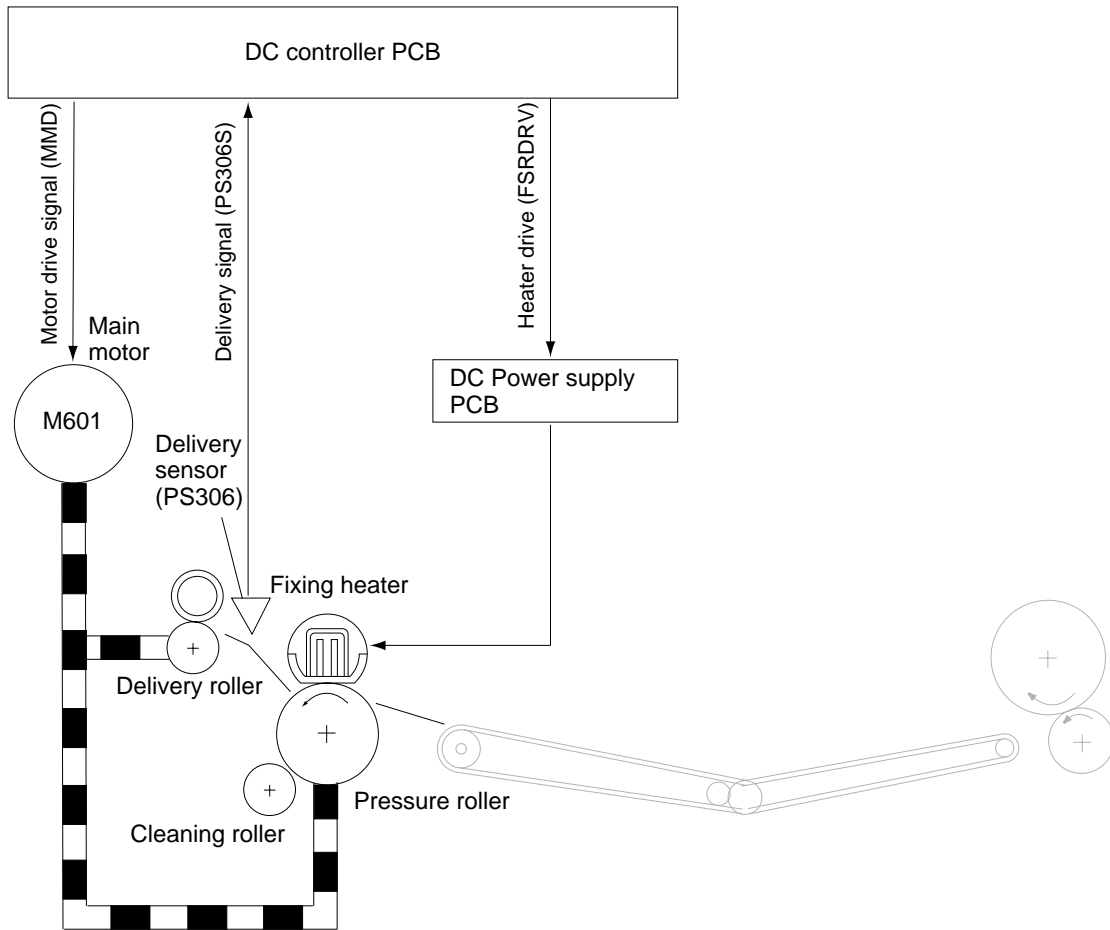 DC controller PCB
Motor drive signal (MMD)
Delivery signal (PS306S)
Heater drive (FSRDRV)
Main
motor
M601
DC Power supply
PCB
Delivery
sensor
(PS306)
Fixing heater
Delivery roller
Pressure roller
Cleaning roller